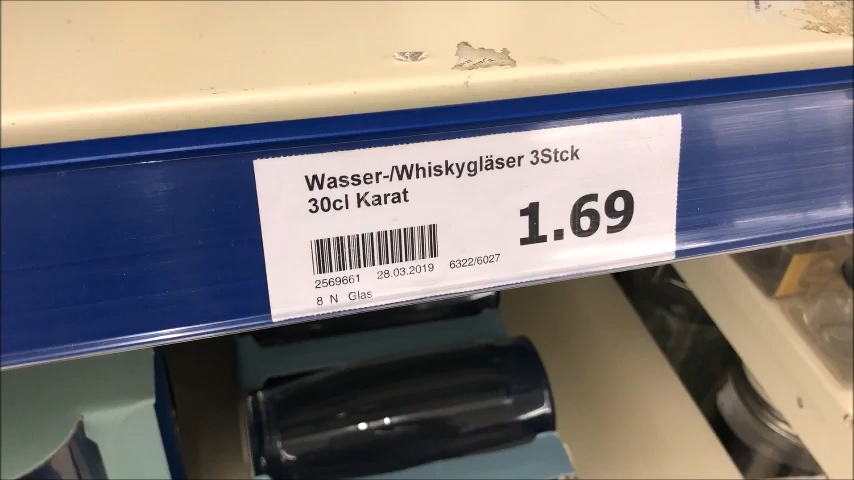 Wasser-/Whiskygläser 3Stck
30cl Karat
1.69
2569661 28.03.2019 6322/6027
8 N Glas